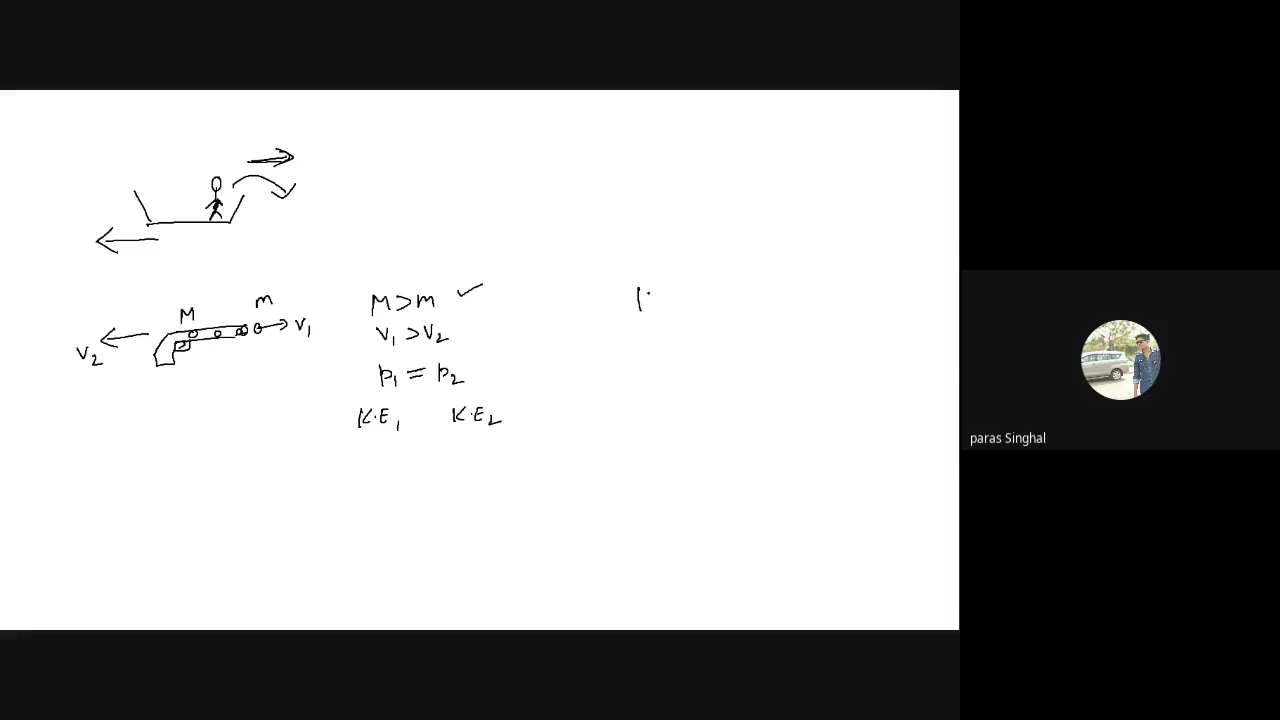 M m
v₁
v₂
M > m ✓
v₁ > v₂
p₁ = p₂
K.E₁ K.E₂
paras Singhal